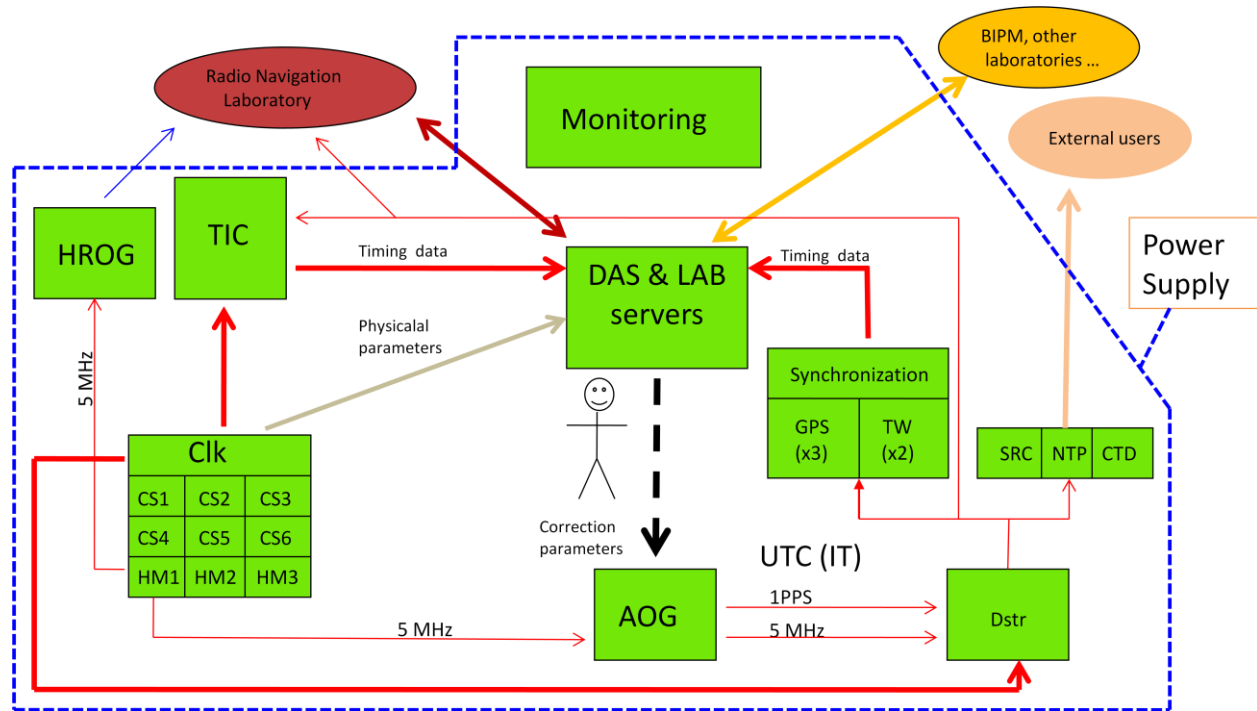 BIPM, other
laboratories ...
Radio Navigation
Laboratory
Monitoring
External users
TIC
HROG
Timing data
Timing data
Power
Supply
DAS & LAB
servers
Physicalal
parameters
5 MHz
Synchronization
GPS
(x3)
TW
(x2)
Clk
SRC NTP CTD
CS1 CS2 CS3
CS4 CS5 CS6
HM1 HM2 HM3
Correction
parameters
UTC (IT)
AOG
1PPS
5 MHz
5 MHz
Dstr